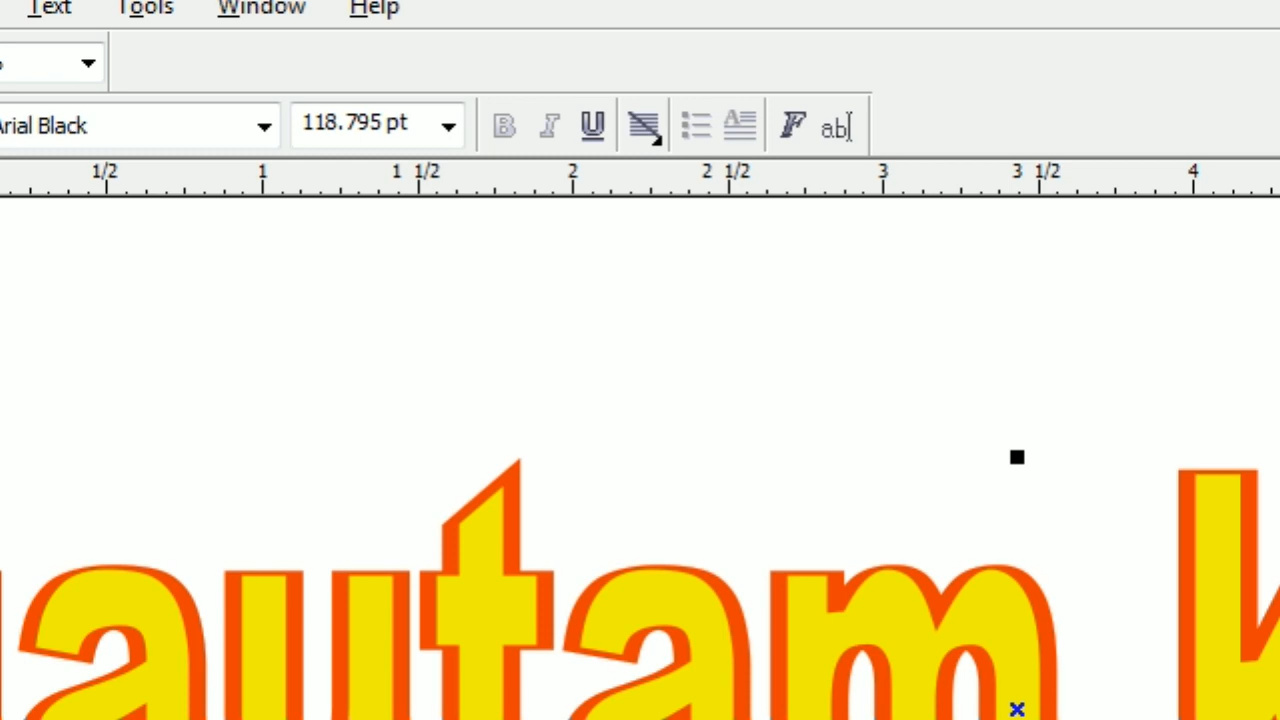 Text Tools Window Help
Arial Black 118.795 pt B I U F ab
1/2 1 1 1/2 2 2 1/2 3 3 1/2 4
autam k